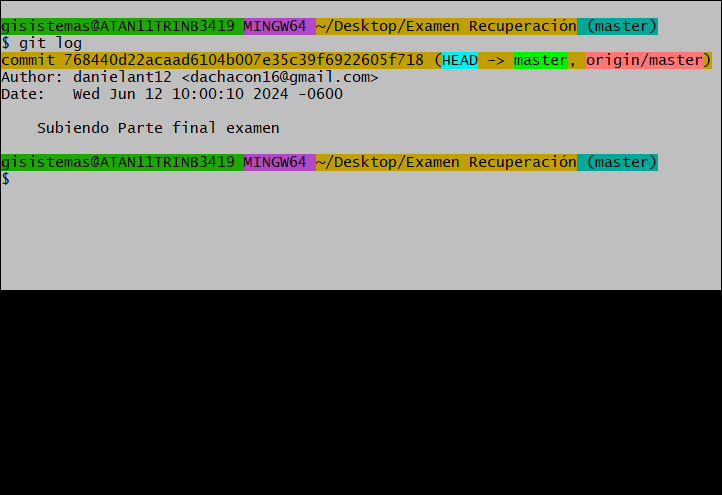 gisistemas@ATAN11TRINB3419 MINGW64 ~/Desktop/Examen Recuperación (master)
$ git log
commit 768440d22acaad6104b007e35c39f6922605f718 (HEAD -> master, origin/master)
Author: danielant12 <dachacon16@gmail.com>
Date:   Wed Jun 12 10:00:10 2024 -0600
    Subiendo Parte final examen
gisistemas@ATAN11TRINB3419 MINGW64 ~/Desktop/Examen Recuperación (master)
$